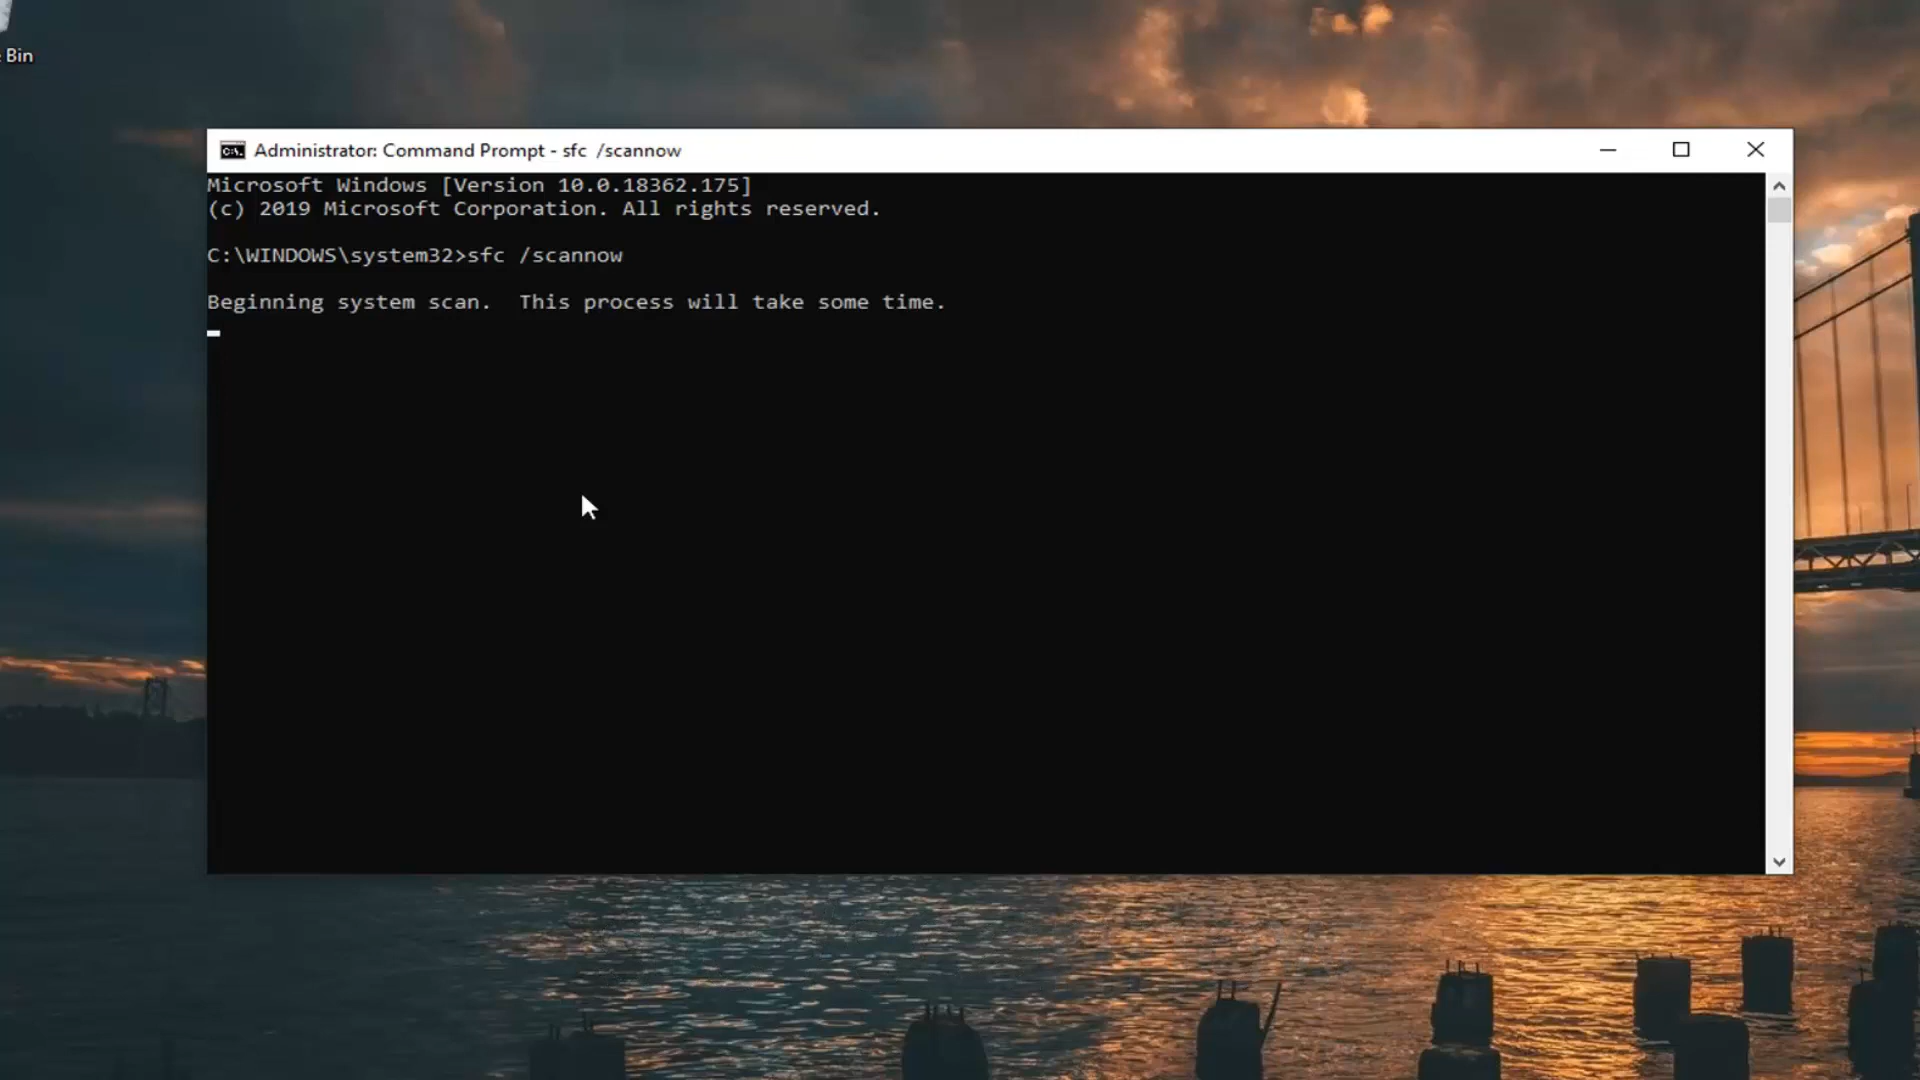 Bin
Administrator: Command Prompt - sfc  /scannow
Microsoft Windows [Version 10.0.18362.175]
(c) 2019 Microsoft Corporation. All rights reserved.
C:\WINDOWS\system32>sfc /scannow
Beginning system scan.  This process will take some time.